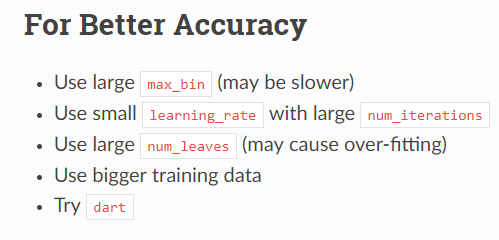 For Better Accuracy
• Use large max_bin (may be slower)
• Use small learning_rate with large num_iterations
• Use large num_leaves (may cause over-fitting)
• Use bigger training data
• Try dart